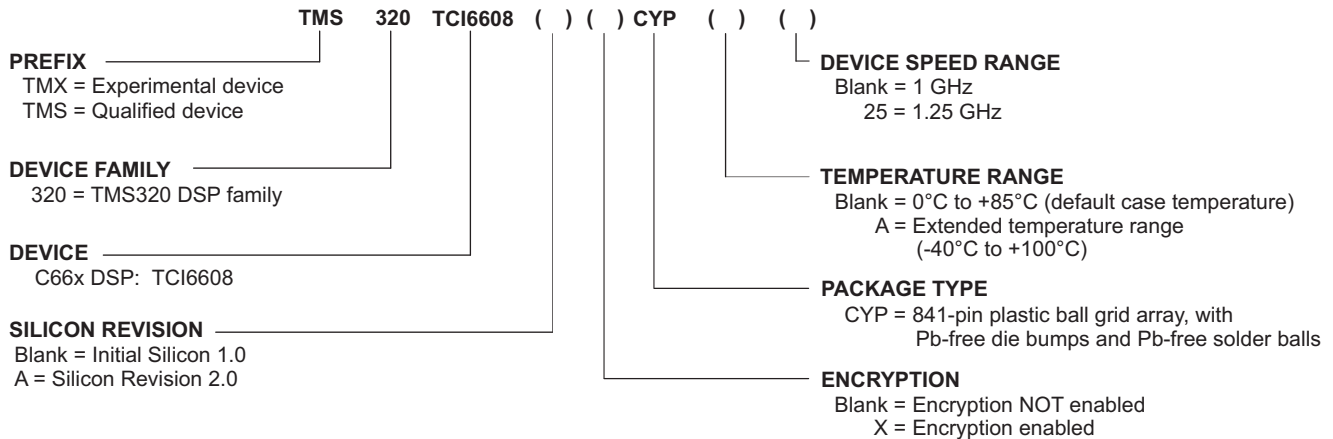 TMS 320 TCI6608 ( ) ( ) CYP ( ) ( )
PREFIX
TMX = Experimental device
TMS = Qualified device
DEVICE FAMILY
320 = TMS320 DSP family
DEVICE
C66x DSP: TCI6608
SILICON REVISION
Blank = Initial Silicon 1.0
A = Silicon Revision 2.0
DEVICE SPEED RANGE
Blank = 1 GHz
25 = 1.25 GHz
TEMPERATURE RANGE
Blank = 0°C to +85°C (default case temperature)
A = Extended temperature range
(-40°C to +100°C)
PACKAGE TYPE
CYP = 841-pin plastic ball grid array, with
Pb-free die bumps and Pb-free solder balls
ENCRYPTION
Blank = Encryption NOT enabled
X = Encryption enabled